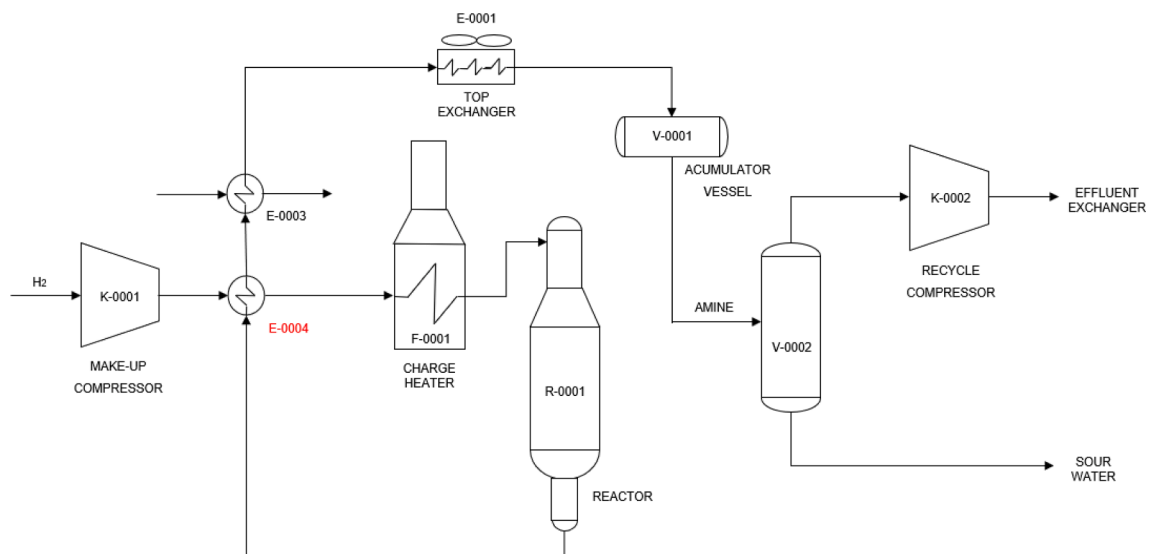 E-0001
TOP
EXCHANGER
V-0001
ACUMULATOR
VESSEL
E-0003
K-0002
EFFLUENT
EXCHANGER
RECYCLE
COMPRESSOR
H2
K-0001
E-0004
MAKE-UP
COMPRESSOR
F-0001
CHARGE
HEATER
AMINE
V-0002
R-0001
REACTOR
SOUR
WATER